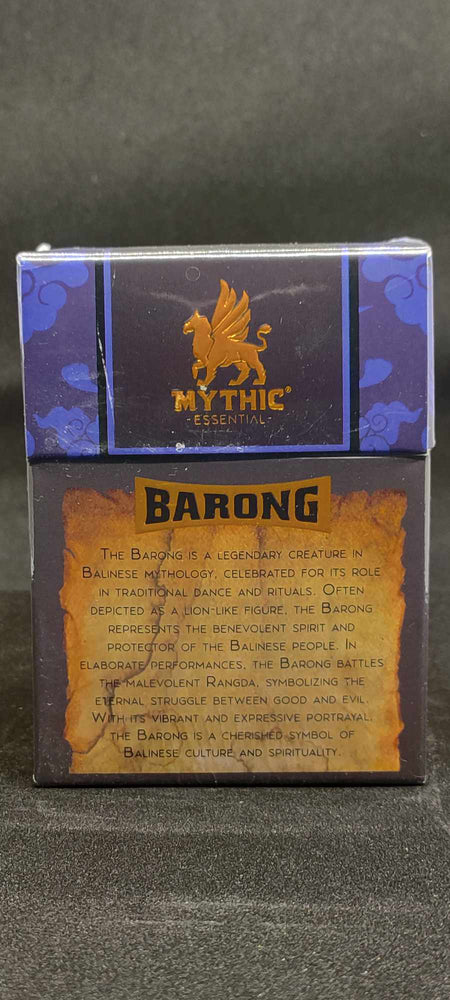 MYTHIC®
-ESSENTIAL-
BARONG
THE BARONG IS A LEGENDARY CREATURE IN
BALINESE MYTHOLOGY, CELEBRATED FOR ITS ROLE
IN TRADITIONAL DANCE AND RITUALS. OFTEN
DEPICTED AS A LION-LIKE FIGURE, THE BARONG
REPRESENTS THE BENEVOLENT SPIRIT AND
PROTECTOR OF THE BALINESE PEOPLE. IN
ELABORATE PERFORMANCES, THE BARONG BATTLES
THE MALEVOLENT RANGDA, SYMBOLIZING THE
ETERNAL STRUGGLE BETWEEN GOOD AND EVIL.
WITH ITS VIBRANT AND EXPRESSIVE PORTRAYAL,
THE BARONG IS A CHERISHED SYMBOL OF
BALINESE CULTURE AND SPIRITUALITY.